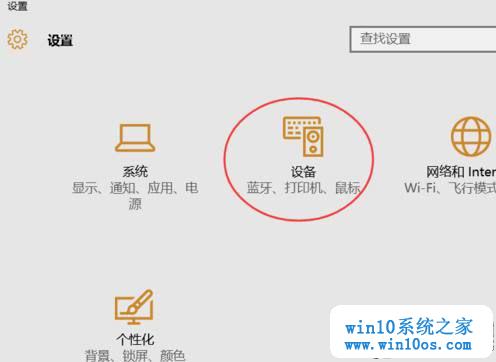 设置
设置
查找设置
系统
显示、通知、应用、电
源
设备
蓝牙、打印机、鼠标
网络和 Inter
Wi-Fi、飞行模式
个性化
背景、锁屏、颜色
win10系统之家
www.win10os.com